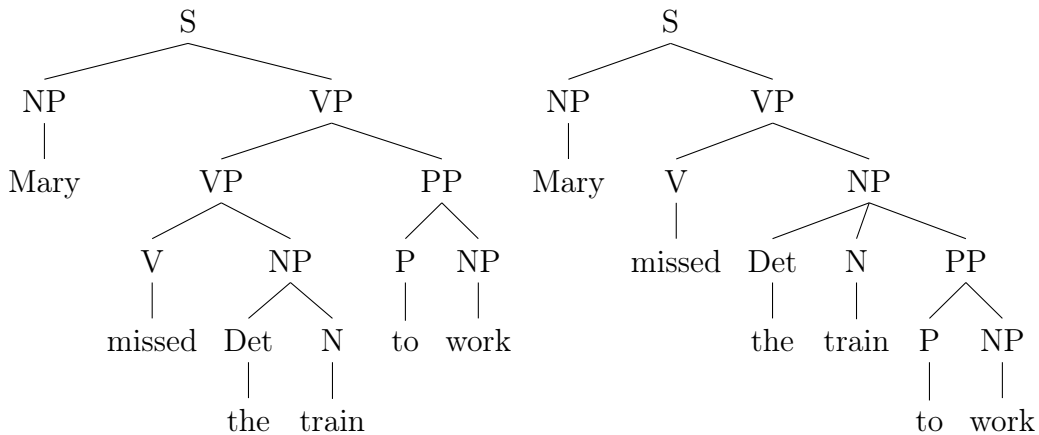 S S
NP VP NP VP
Mary VP PP Mary V NP
V NP P NP missed Det N PP
missed Det N to work the train P NP
the train to work